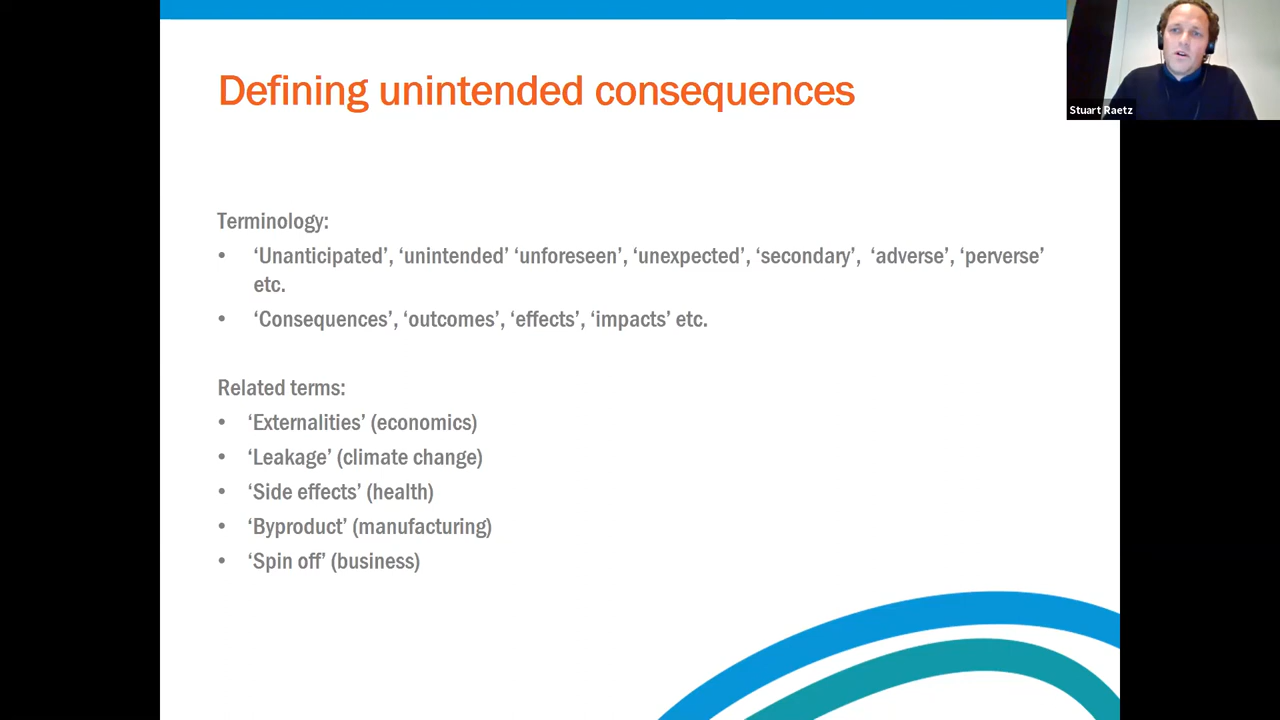 Defining unintended consequences
Stuart Raetz
Terminology:
• ‘Unanticipated’, ‘unintended’ ‘unforeseen’, ‘unexpected’, ‘secondary’, ‘adverse’, ‘perverse’
etc.
• ‘Consequences’, ‘outcomes’, ‘effects’, ‘impacts’ etc.
Related terms:
• ‘Externalities’ (economics)
• ‘Leakage’ (climate change)
• ‘Side effects’ (health)
• ‘Byproduct’ (manufacturing)
• ‘Spin off’ (business)